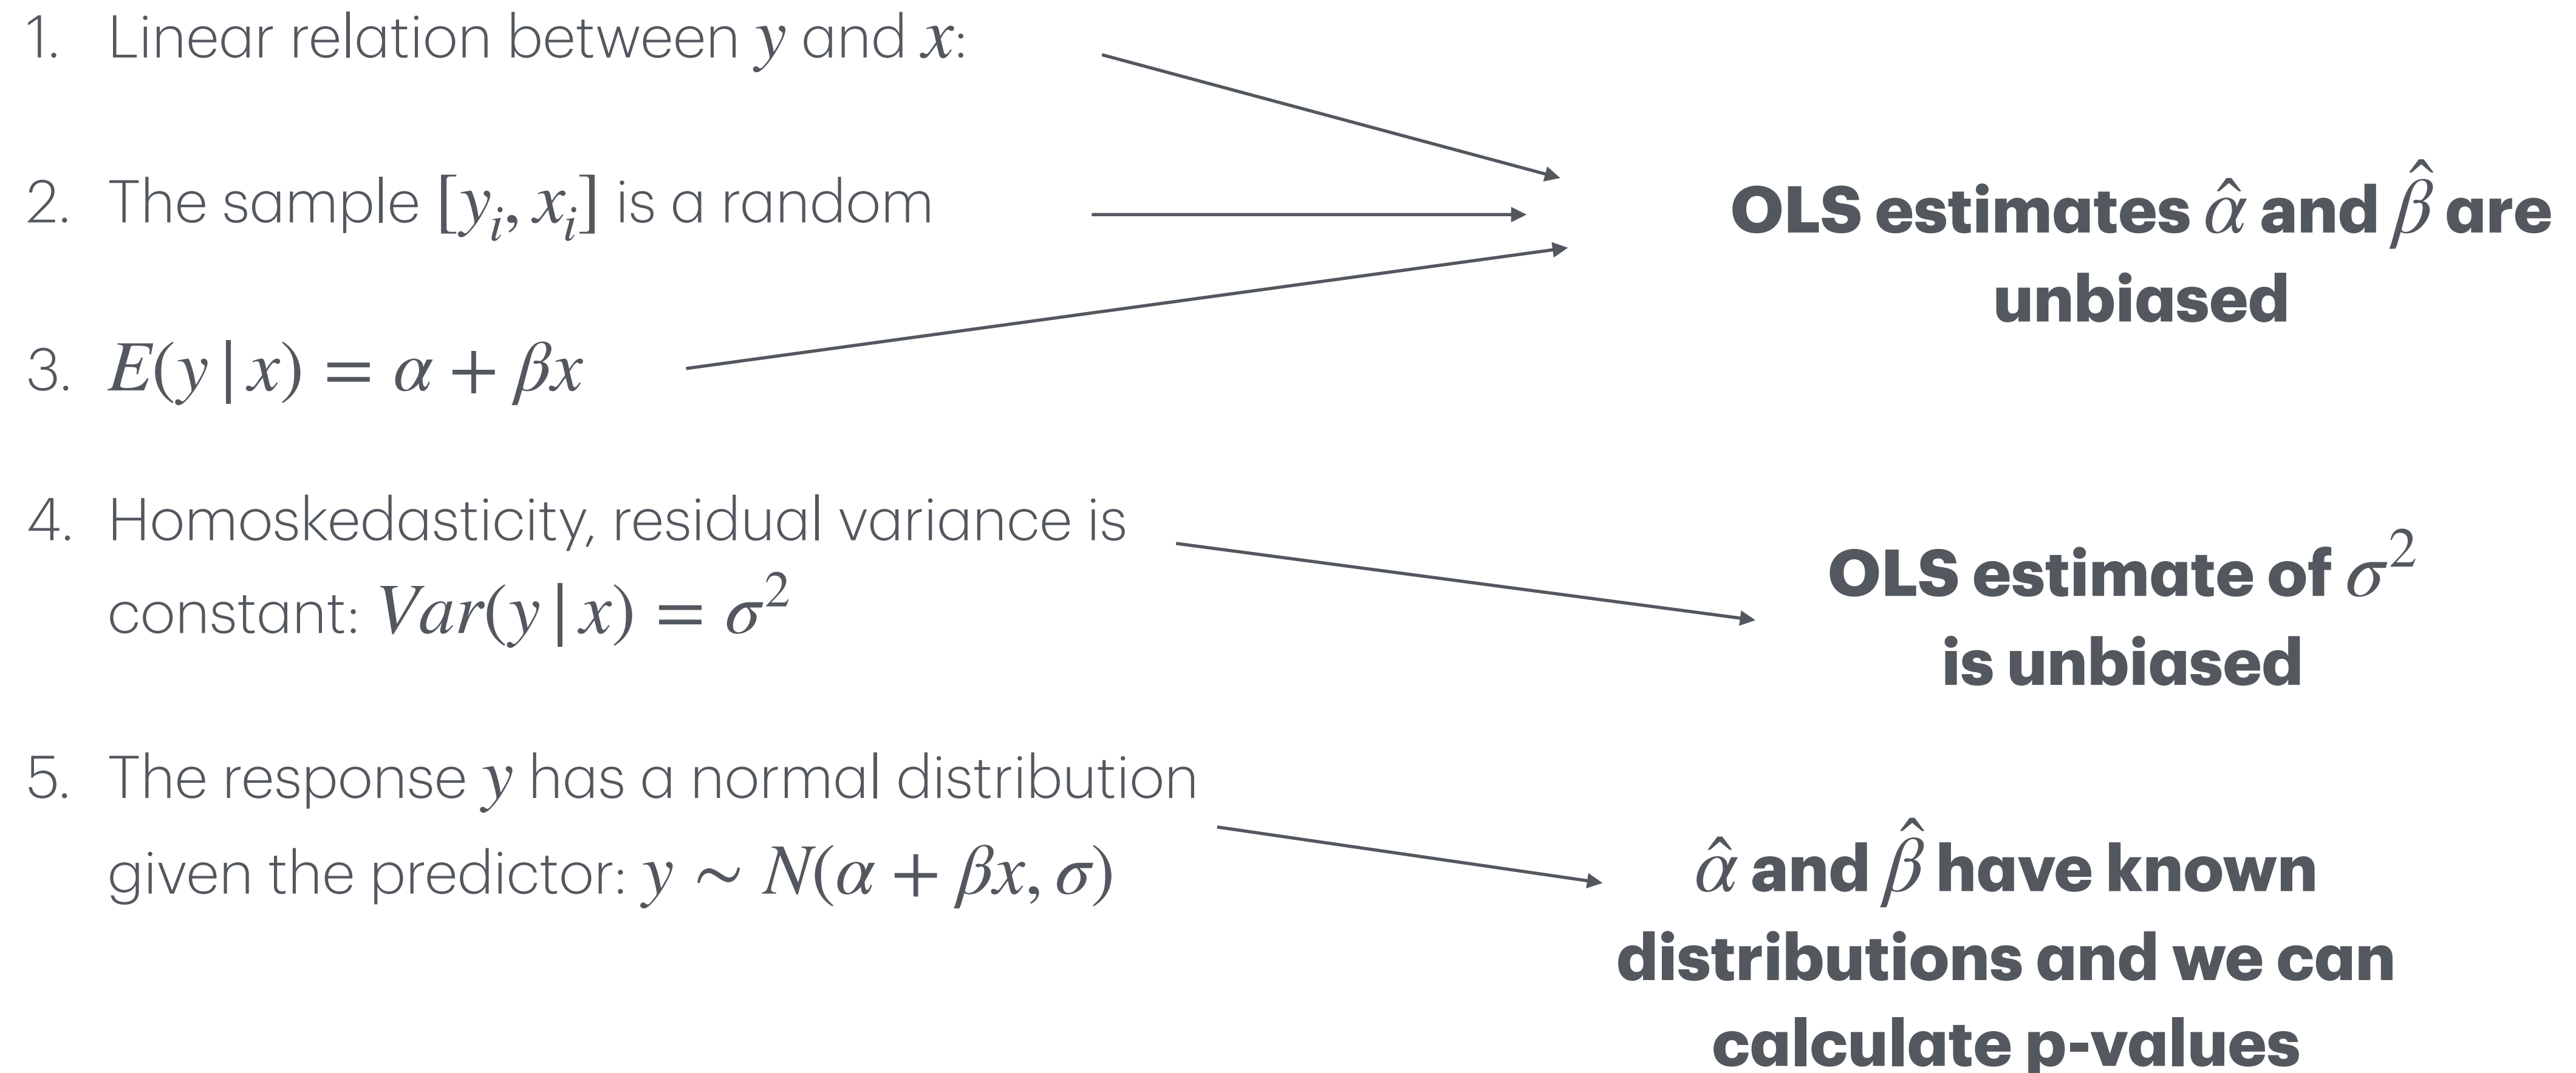 1. Linear relation between y and x:
2. The sample [yᵢ, xᵢ] is a random
3. E(y | x) = α + βx
4. Homoskedasticity, residual variance is
constant: Var(y | x) = σ²
5. The response y has a normal distribution
given the predictor: y ∼ N(α + βx, σ)
OLS estimates α̂ and β̂ are
unbiased
OLS estimate of σ²
is unbiased
α̂ and β̂ have known
distributions and we can
calculate p-values